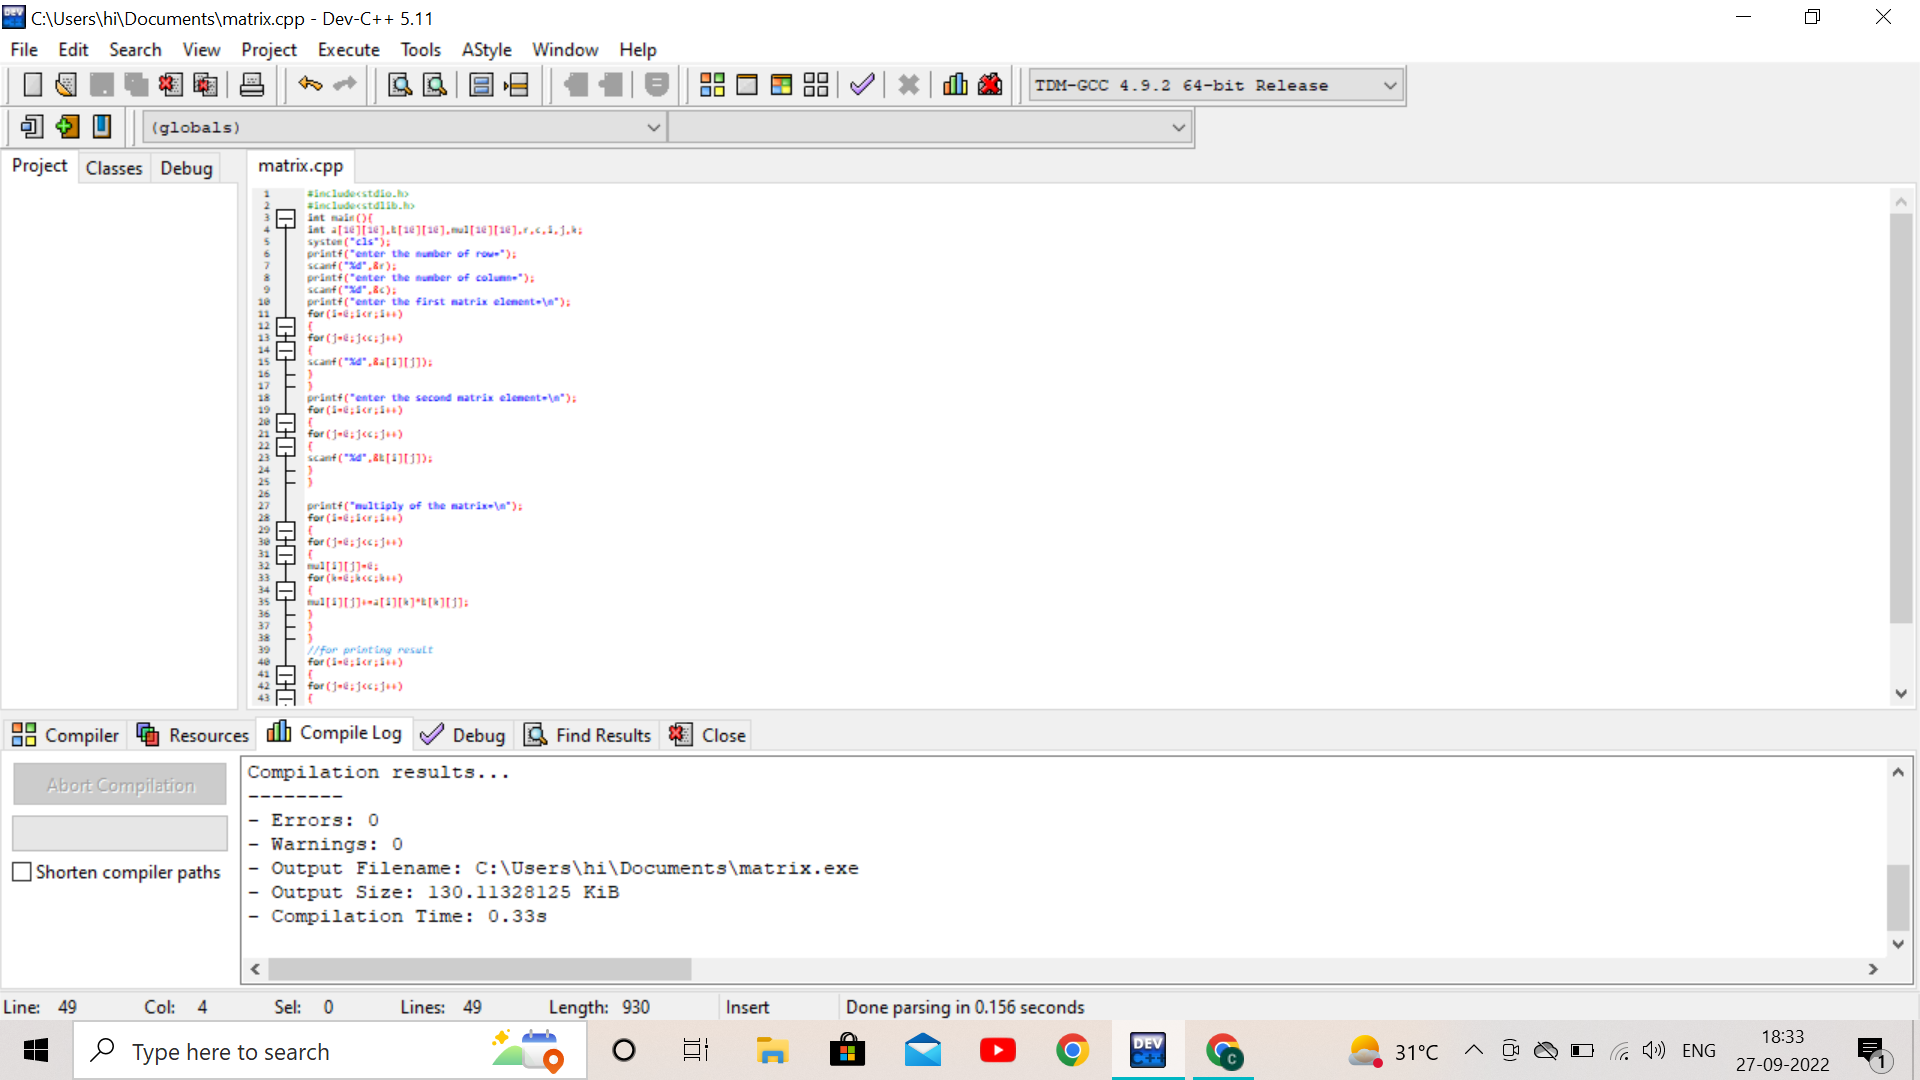 C:\Users\hi\Documents\matrix.cpp - Dev-C++ 5.11
File Edit Search View Project Execute Tools AStyle Window Help
TDM-GCC 4.9.2 64-bit Release
(globals)
Project Classes Debug matrix.cpp
1 #include<stdio.h>
2 #include<stdlib.h>
3 int main(){
4 int a[10][10],b[10][10],mul[10][10],r,c,i,j,k;
5 system("cls");
6 printf("enter the number of row=");
7 scanf("%d",&r);
8 printf("enter the number of column=");
9 scanf("%d",&c);
10 printf("enter the first matrix element=\n");
11 for(i=0;i<r;i++)
12 {
13 for(j=0;j<c;j++)
14 {
15 scanf("%d",&a[i][j]);
16 }
17 }
18 printf("enter the second matrix element=\n");
19 for(i=0;i<r;i++)
20 {
21 for(j=0;j<c;j++)
22 {
23 scanf("%d",&b[i][j]);
24 }
25 }
26
27 printf("multiply of the matrix=\n");
28 for(i=0;i<r;i++)
29 {
30 for(j=0;j<c;j++)
31 {
32 mul[i][j]=0;
33 for(k=0;k<c;k++)
34 {
35 mul[i][j]+=a[i][k]*b[k][j];
36 }
37 }
38 }
39 //for printing result
40 for(i=0;i<r;i++)
41 {
42 for(j=0;j<c;j++)
43 {
Compiler Resources Compile Log Debug Find Results Close
Abort Compilation
Shorten compiler paths
Compilation results...
--------
- Errors: 0
- Warnings: 0
- Output Filename: C:\Users\hi\Documents\matrix.exe
- Output Size: 130.11328125 KiB
- Compilation Time: 0.33s
Line: 49 Col: 4 Sel: 0 Lines: 49 Length: 930 Insert Done parsing in 0.156 seconds
Type here to search
DEV C++
C
31°C
ENG
18:33
27-09-2022
1